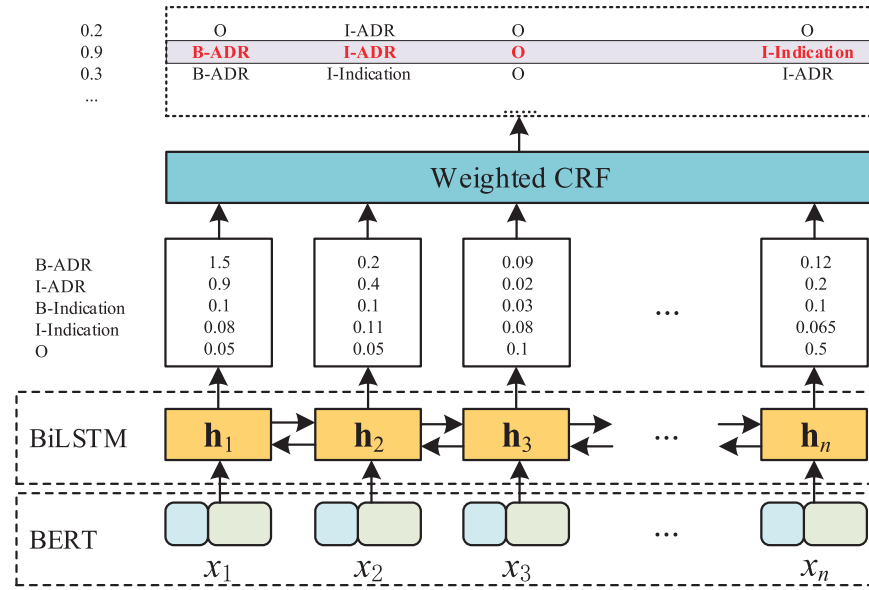 0.2 O I-ADR O O
0.9 B-ADR I-ADR O I-Indication
0.3 B-ADR I-Indication O I-ADR
...
......
Weighted CRF
B-ADR 1.5 0.2 0.09 0.12
I-ADR 0.9 0.4 0.02 0.2
B-Indication 0.1 0.1 0.03 0.1
I-Indication 0.08 0.11 0.08 ... 0.065
O 0.05 0.05 0.1 0.5
BiLSTM h1 h2 h3 ... hn
BERT ...
x1 x2 x3 xn